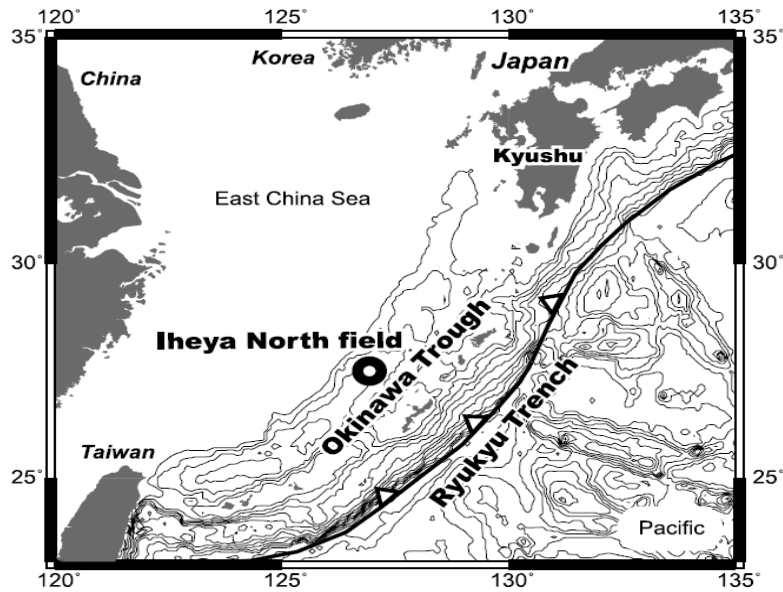 120° 125° 130° 135°
35° 35°
Korea
Japan
China
Kyushu
East China Sea
30° 30°
Iheya North field
Okinawa Trough
Ryukyu Trench
Taiwan
25° 25°
Pacific
120° 125° 130° 135°